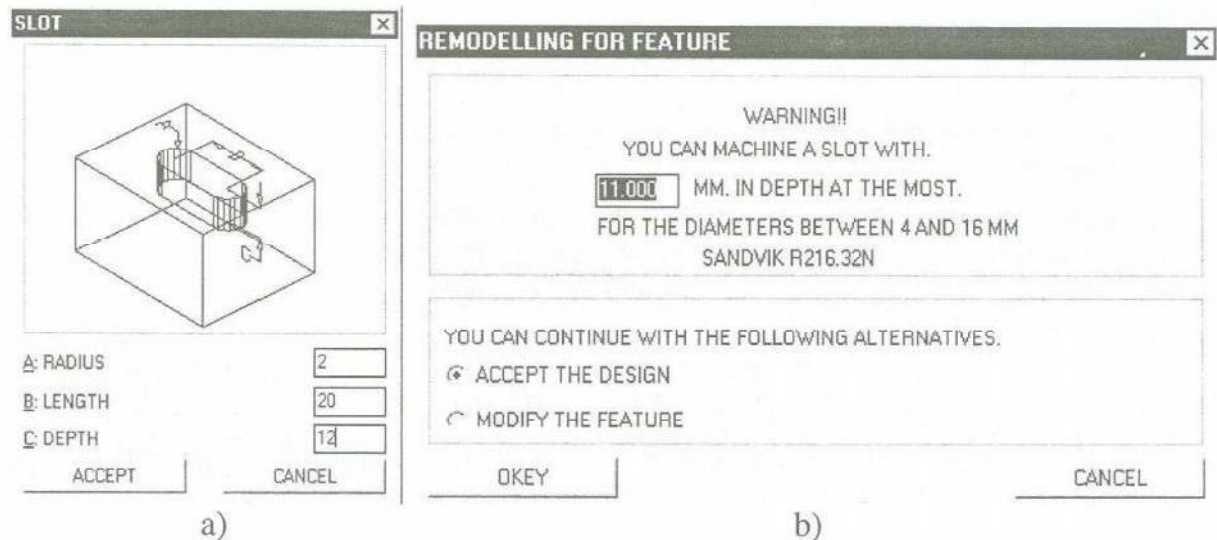 SLOT
A: RADIUS 2
B: LENGTH 20
C: DEPTH 12
ACCEPT CANCEL
a)
REMODELLING FOR FEATURE
WARNING!!
YOU CAN MACHINE A SLOT WITH.
11.000 MM. IN DEPTH AT THE MOST.
FOR THE DIAMETERS BETWEEN 4 AND 16 MM
SANDVIK R216.32N
YOU CAN CONTINUE WITH THE FOLLOWING ALTERNATIVES.
ACCEPT THE DESIGN
MODIFY THE FEATURE
OKEY CANCEL
b)